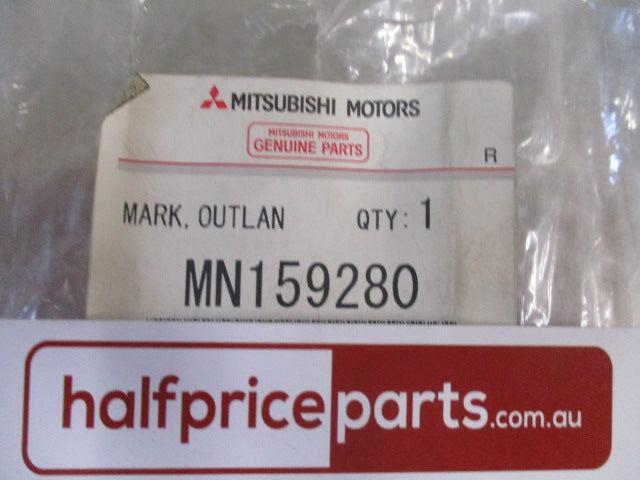 MITSUBISHI MOTORS
MITSUBISHI MOTORS
GENUINE PARTS
R
MARK, OUTLAN QTY: 1
MN159280
halfpriceparts.com.au